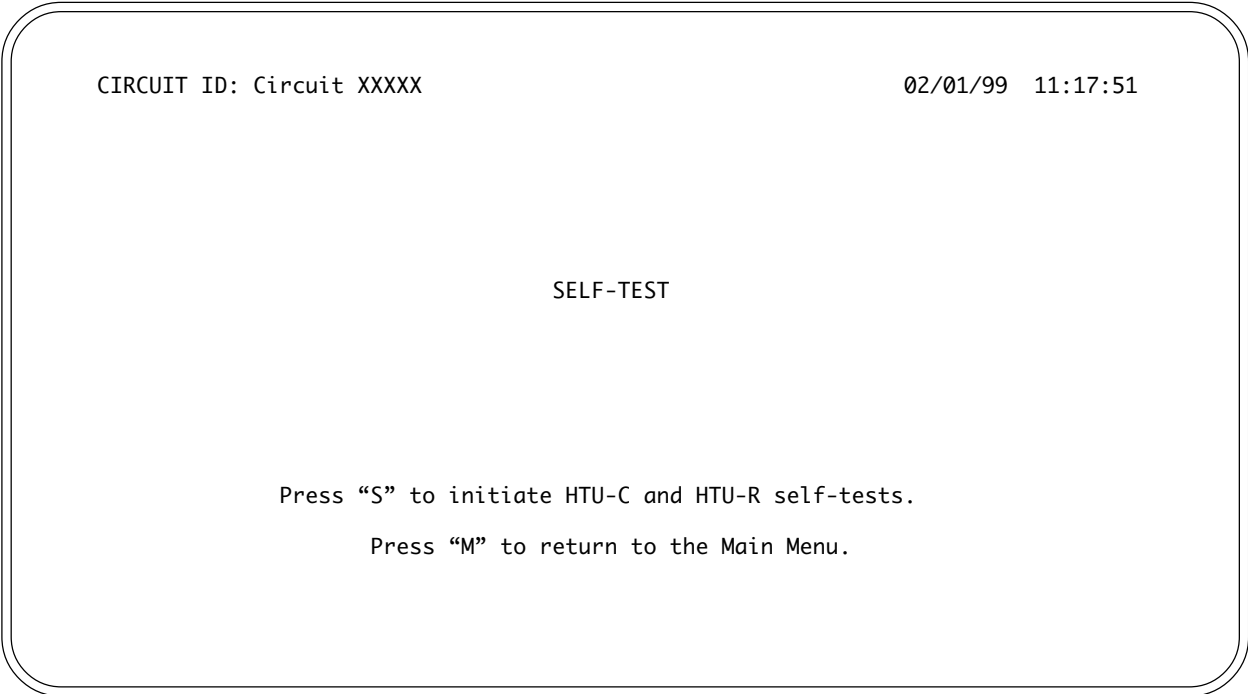 CIRCUIT ID: Circuit XXXXX 02/01/99 11:17:51
SELF-TEST
Press “S” to initiate HTU-C and HTU-R self-tests.
Press “M” to return to the Main Menu.